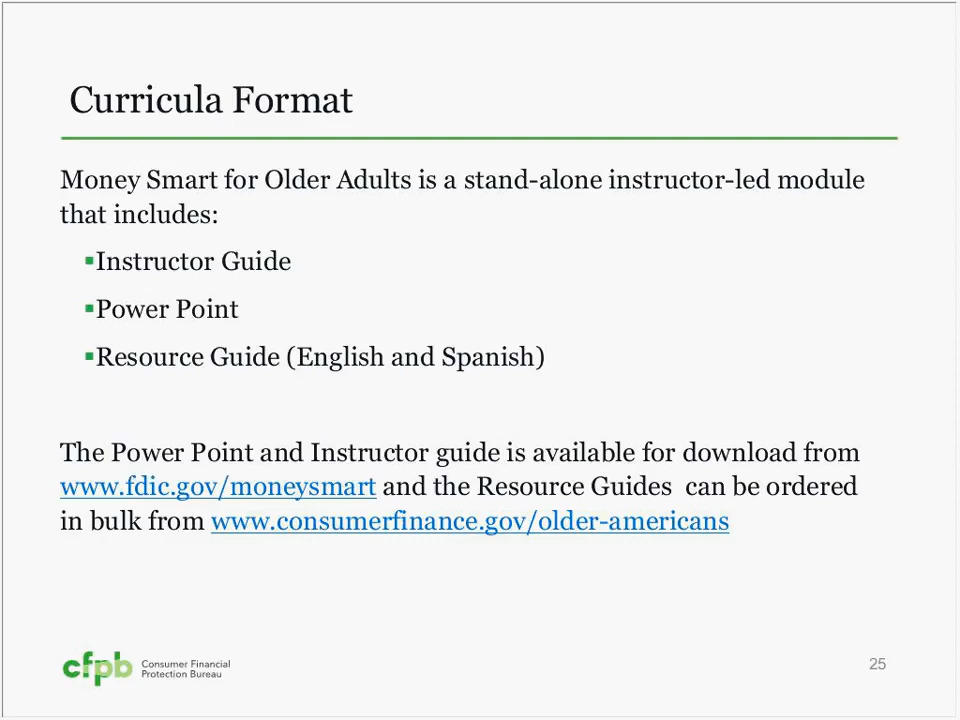 Curricula Format
Money Smart for Older Adults is a stand-alone instructor-led module
that includes:
▪Instructor Guide
▪Power Point
▪Resource Guide (English and Spanish)
The Power Point and Instructor guide is available for download from
www.fdic.gov/moneysmart and the Resource Guides  can be ordered
in bulk from www.consumerfinance.gov/older-americans
cfpb
Consumer Financial
Protection Bureau
25